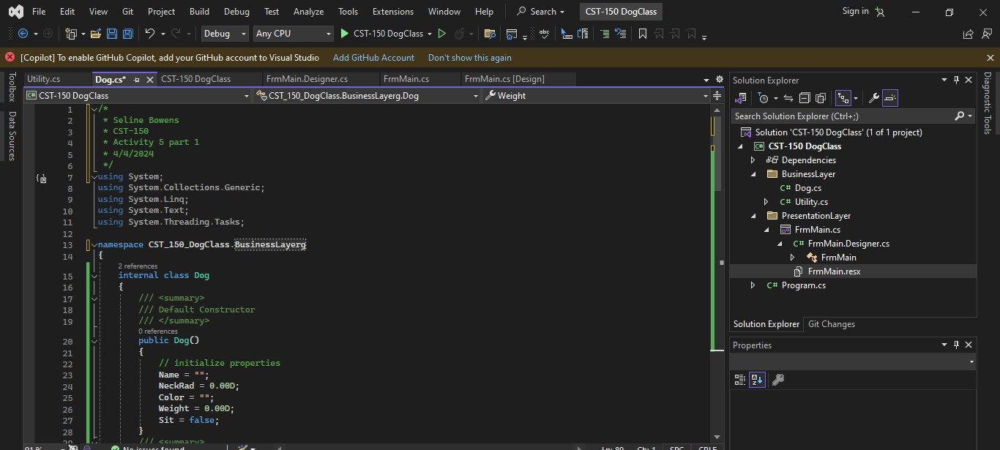 File Edit View Git Project Build Debug Test Analyze Tools Extensions Window Help Search CST-150 DogClass Sign in
Debug Any CPU CST-150 DogClass
[Copilot] To enable GitHub Copilot, add your GitHub account to Visual Studio Add GitHub Account Don't show this again
Toolbox
Data Sources
Utility.cs Dog.cs* CST-150 DogClass FrmMain.Designer.cs FrmMain.cs FrmMain.cs [Design]
CST-150 DogClass CST_150_DogClass.BusinessLayerg.Dog Weight
1 /*
2 * Seline Bowens
3 * CST-150
4 * Activity 5 part 1
5 * 4/4/2024
6 */
7 using System;
8 using System.Collections.Generic;
9 using System.Linq;
10 using System.Text;
11 using System.Threading.Tasks;
12
13 namespace CST_150_DogClass.BusinessLayerg
14 {
2 references
15 internal class Dog
16 {
17 /// <summary>
18 /// Default Constructor
19 /// </summary>
0 references
20 public Dog()
21 {
22 // initialize properties
23 Name = "";
24 NeckRad = 0.00D;
25 Color = "";
26 Weight = 0.00D;
27 Sit = false;
28 }
29 /// <summary>
91 % No issues found Ln: 89 Ch: 1 SPC CRLF
Solution Explorer
Search Solution Explorer (Ctrl+;)
Solution 'CST-150 DogClass' (1 of 1 project)
CST-150 DogClass
Dependencies
BusinessLayer
Dog.cs
Utility.cs
PresentationLayer
FrmMain.cs
FrmMain.Designer.cs
FrmMain
FrmMain.resx
Program.cs
Solution Explorer Git Changes
Properties
Diagnostic Tools